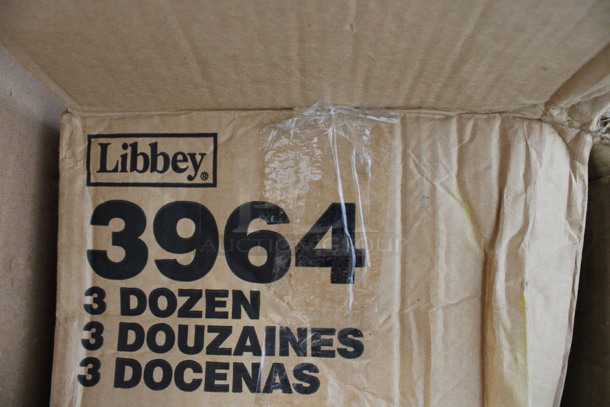 Libbey®
3964
3 DOZEN
3 DOUZAINES
3 DOCENAS